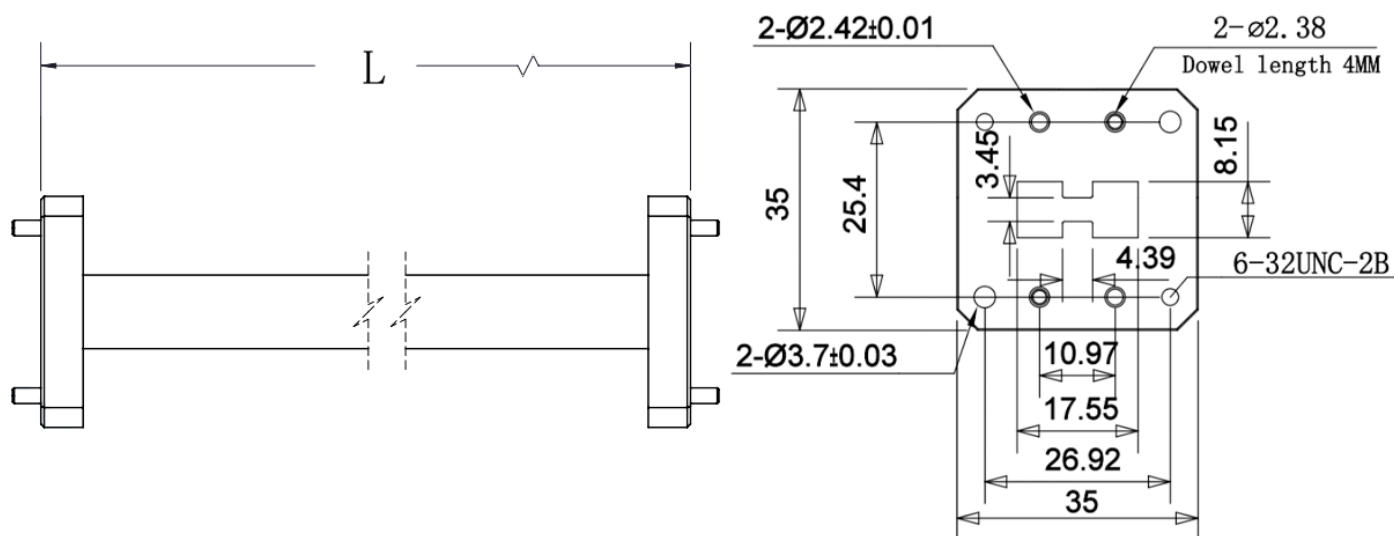 L
2-Ø2.42±0.01
2-⌀2.38
Dowel length 4MM
35
25.4
3.45
8.15
4.39
6-32UNC-2B
2-Ø3.7±0.03
10.97
17.55
26.92
35